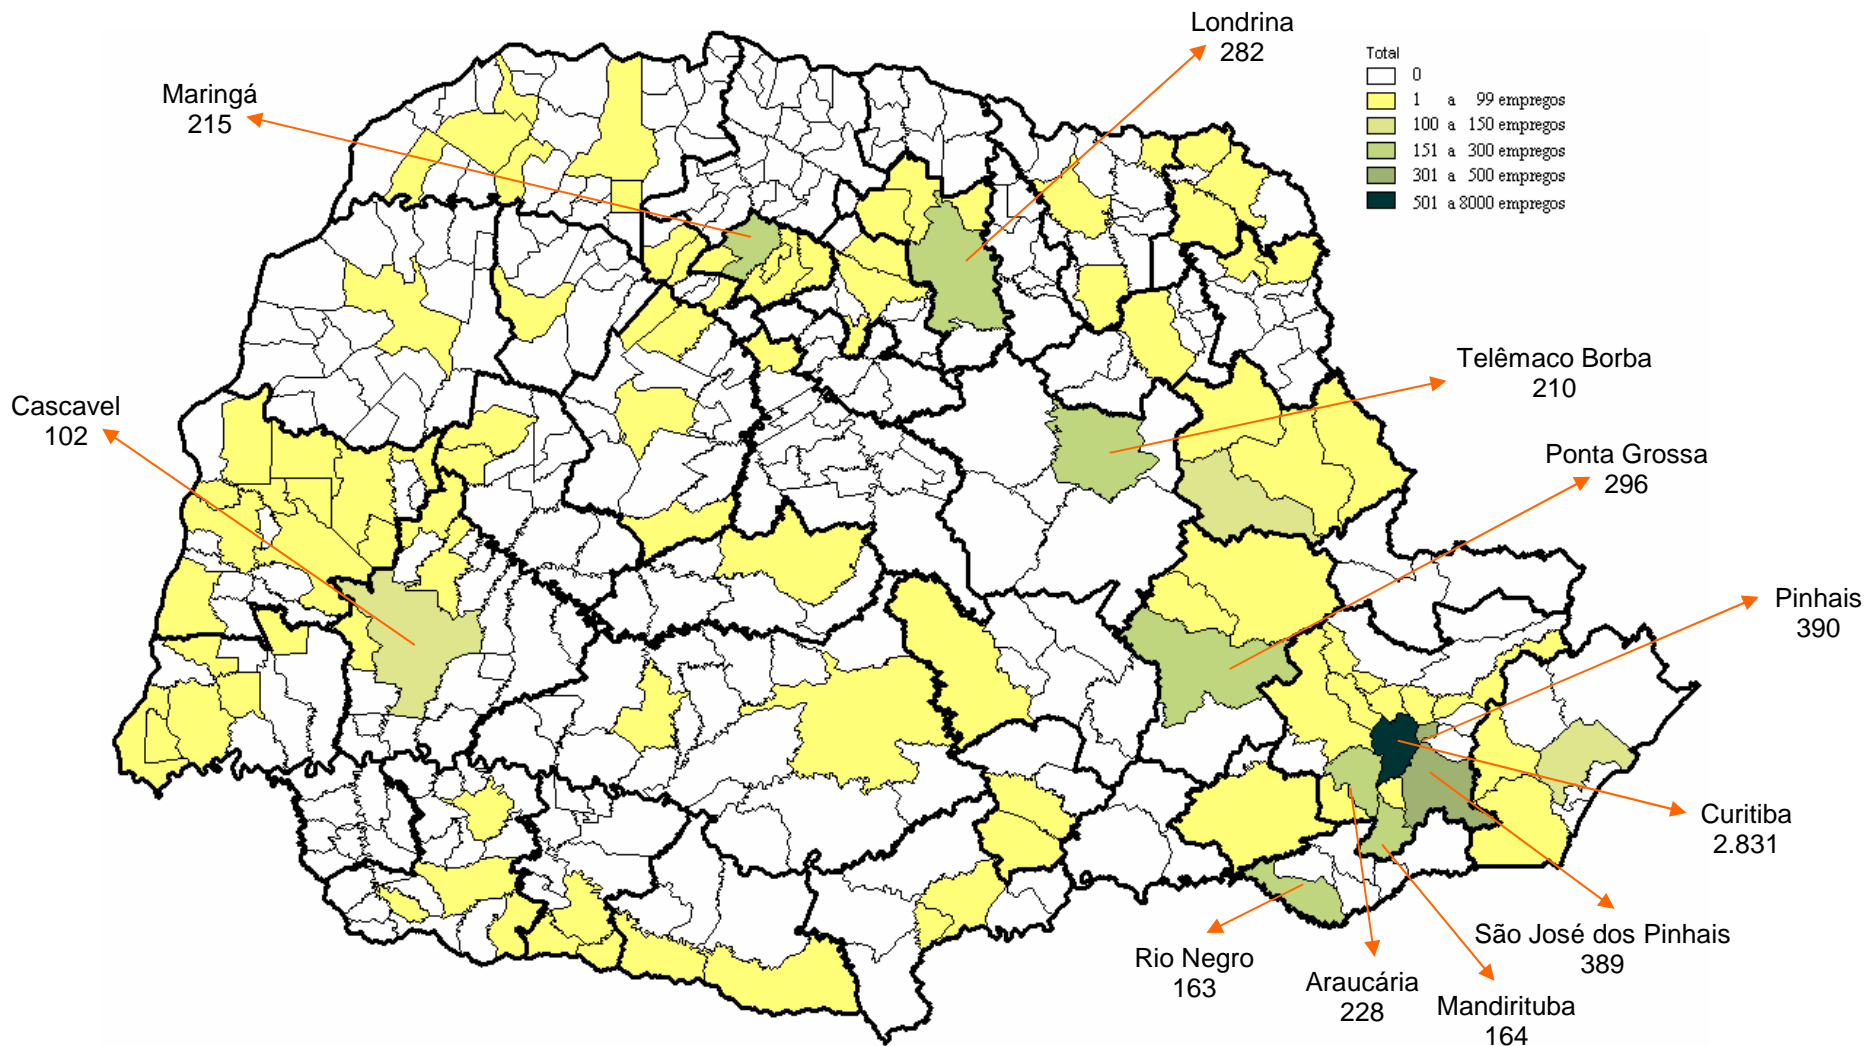 Londrina
282
Total
0
1 a 99 empregos
100 a 150 empregos
151 a 300 empregos
301 a 500 empregos
501 a 8000 empregos
Maringá
215
Telêmaco Borba
210
Cascavel
102
Ponta Grossa
296
Pinhais
390
Curitiba
2.831
São José dos Pinhais
389
Rio Negro
163
Araucária
228
Mandirituba
164